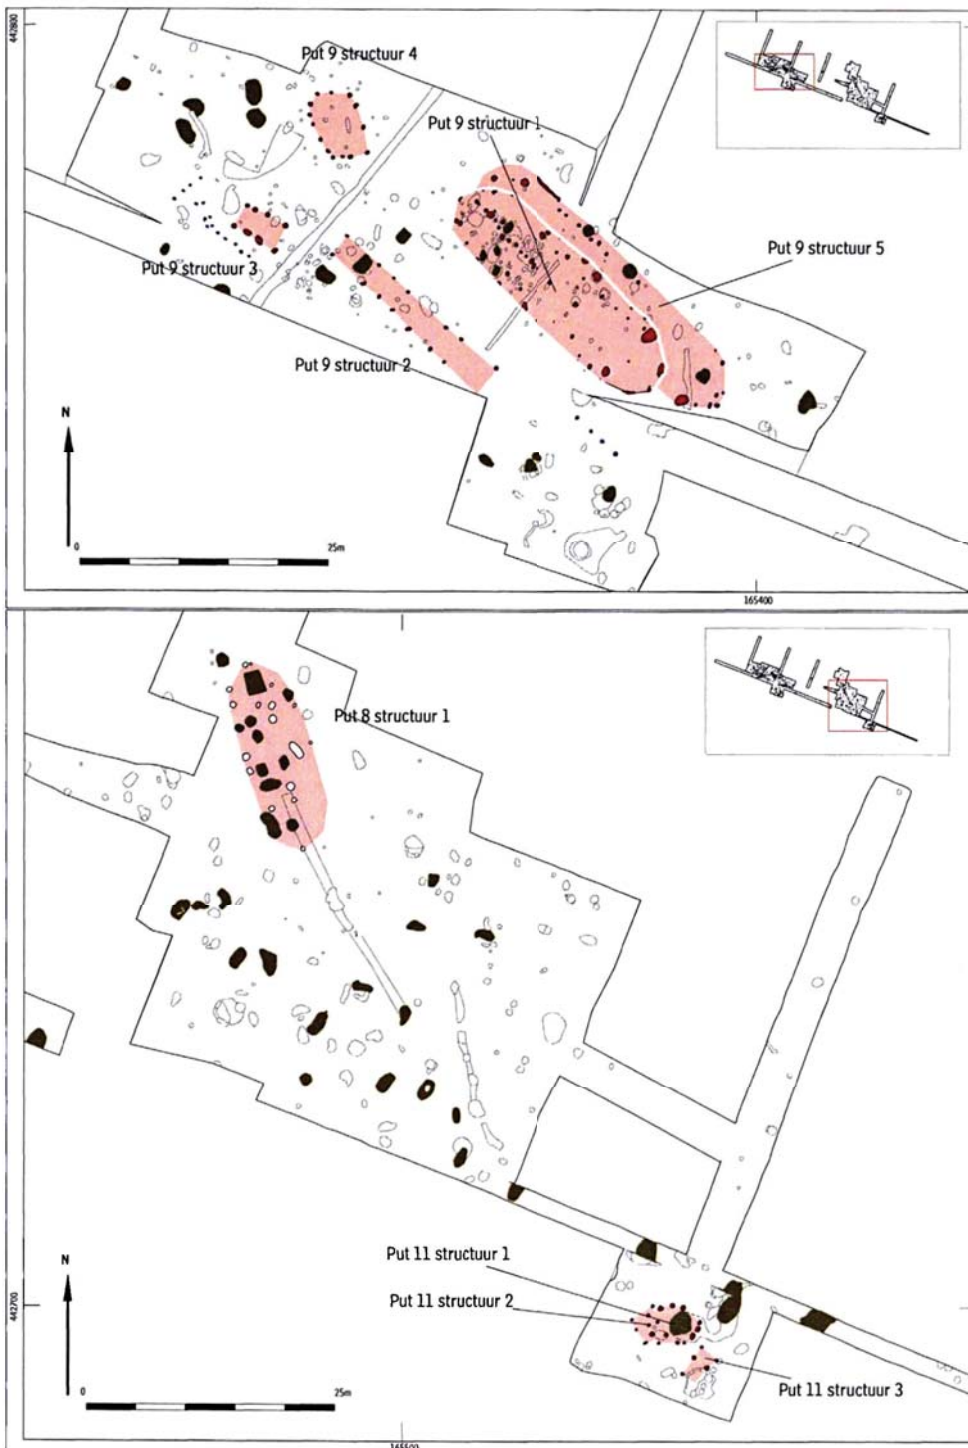 442800
Put 9 structuur 4
Put 9 structuur 1
Put 9 structuur 5
Put 9 structuur 3
Put 9 structuur 2
N
0 25m
165400
Put 8 structuur 1
Put 11 structuur 1
Put 11 structuur 2
N
442700
Put 11 structuur 3
0 25m
165500